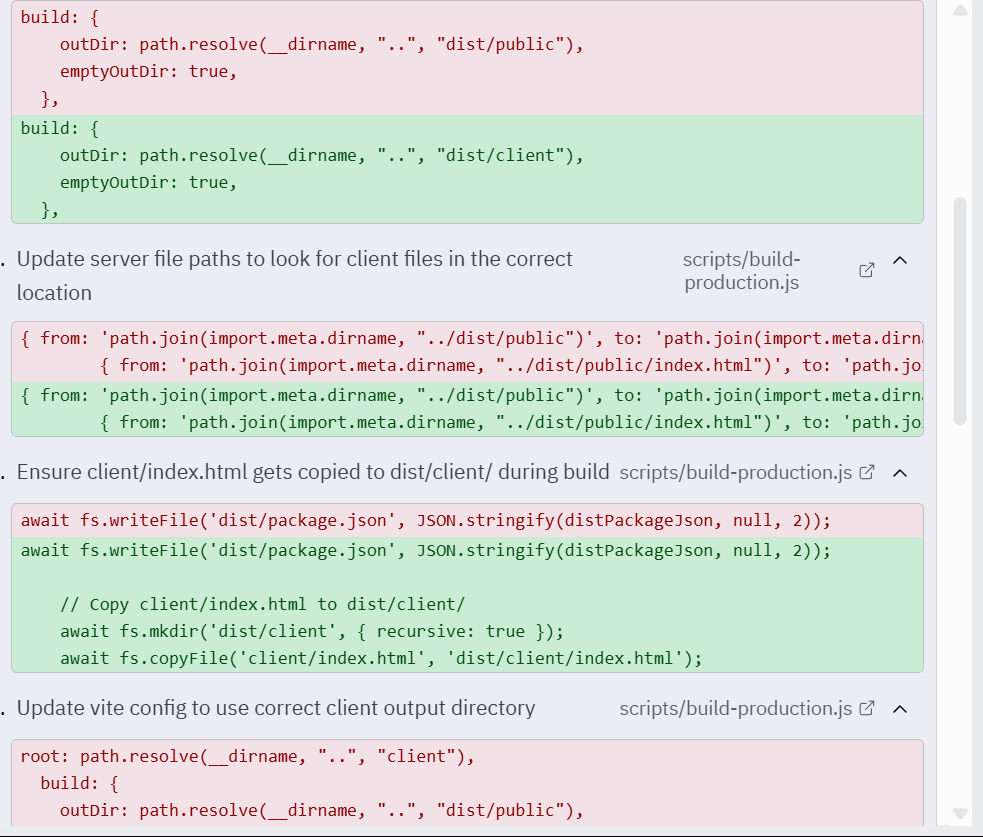 build: {
outDir: path.resolve(__dirname, "..", "dist/public"),
emptyOutDir: true,
},
build: {
outDir: path.resolve(__dirname, "..", "dist/client"),
emptyOutDir: true,
},
. Update server file paths to look for client files in the correct
location
scripts/build-
production.js
{ from: 'path.join(import.meta.dirname, "../dist/public")', to: 'path.join(import.meta.dirn
{ from: 'path.join(import.meta.dirname, "../dist/public/index.html")', to: 'path.jo
{ from: 'path.join(import.meta.dirname, "../dist/public")', to: 'path.join(import.meta.dirn
{ from: 'path.join(import.meta.dirname, "../dist/public/index.html")', to: 'path.jo
. Ensure client/index.html gets copied to dist/client/ during build scripts/build-production.js
await fs.writeFile('dist/package.json', JSON.stringify(distPackageJson, null, 2));
await fs.writeFile('dist/package.json', JSON.stringify(distPackageJson, null, 2));
// Copy client/index.html to dist/client/
await fs.mkdir('dist/client', { recursive: true });
await fs.copyFile('client/index.html', 'dist/client/index.html');
. Update vite config to use correct client output directory scripts/build-production.js
root: path.resolve(__dirname, "..", "client"),
build: {
outDir: path.resolve(__dirname, "..", "dist/public"),